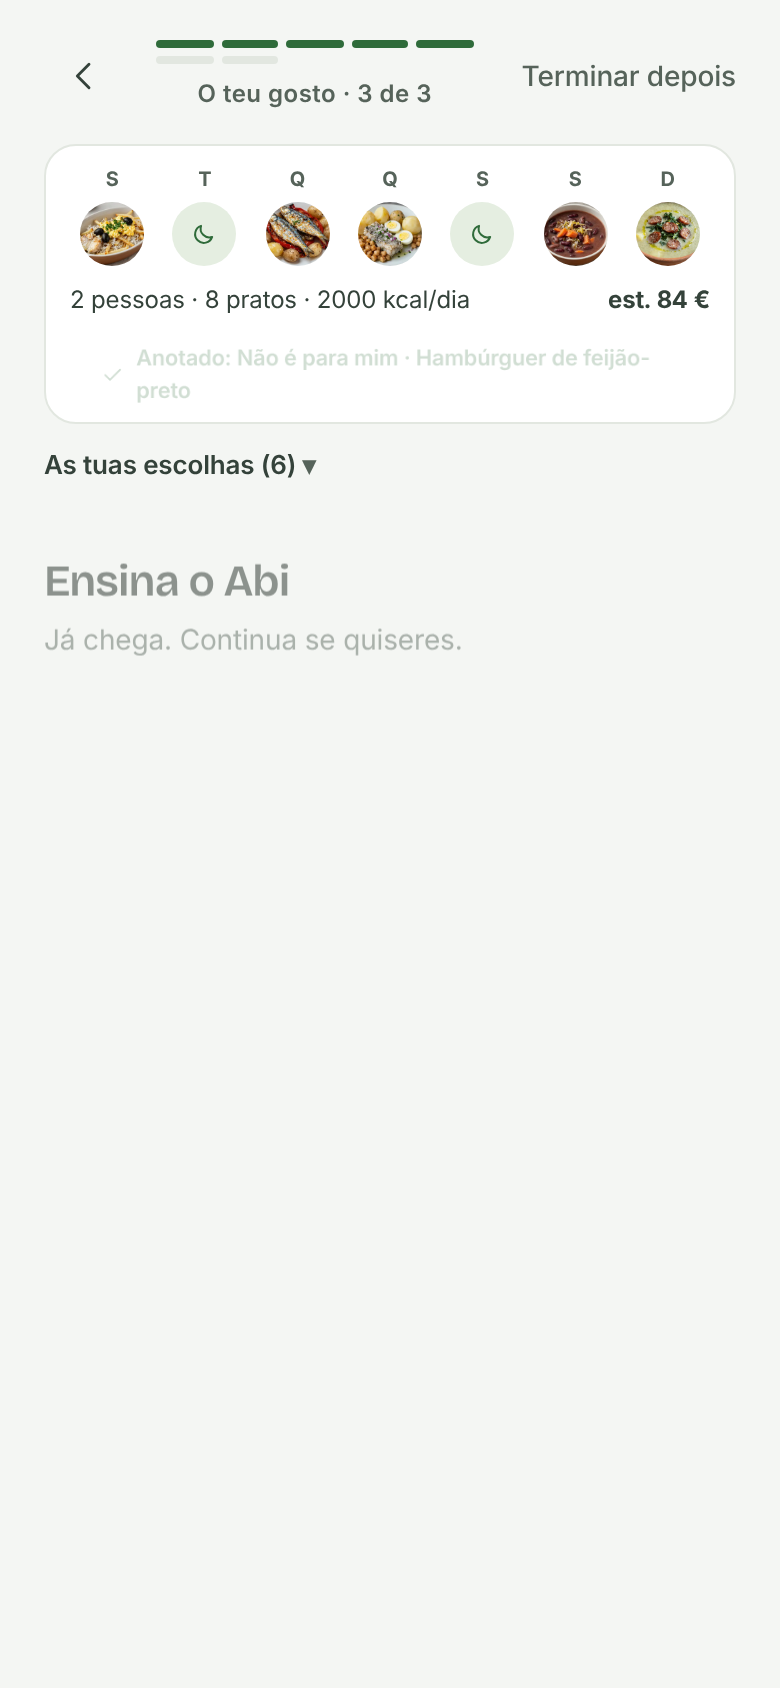 O teu gosto · 3 de 3
Terminar depois
S T Q Q S S D
2 pessoas · 8 pratos · 2000 kcal/dia
est. 84 €
Anotado: Não é para mim · Hambúrguer de feijão-
preto
As tuas escolhas (6) ▾
Ensina o Abi
Já chega. Continua se quiseres.